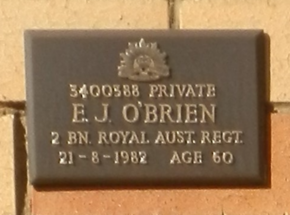 3400588 PRIVATE
E. J. O'BRIEN
2 BN. ROYAL AUST. REGT.
21-8-1982 AGE 60